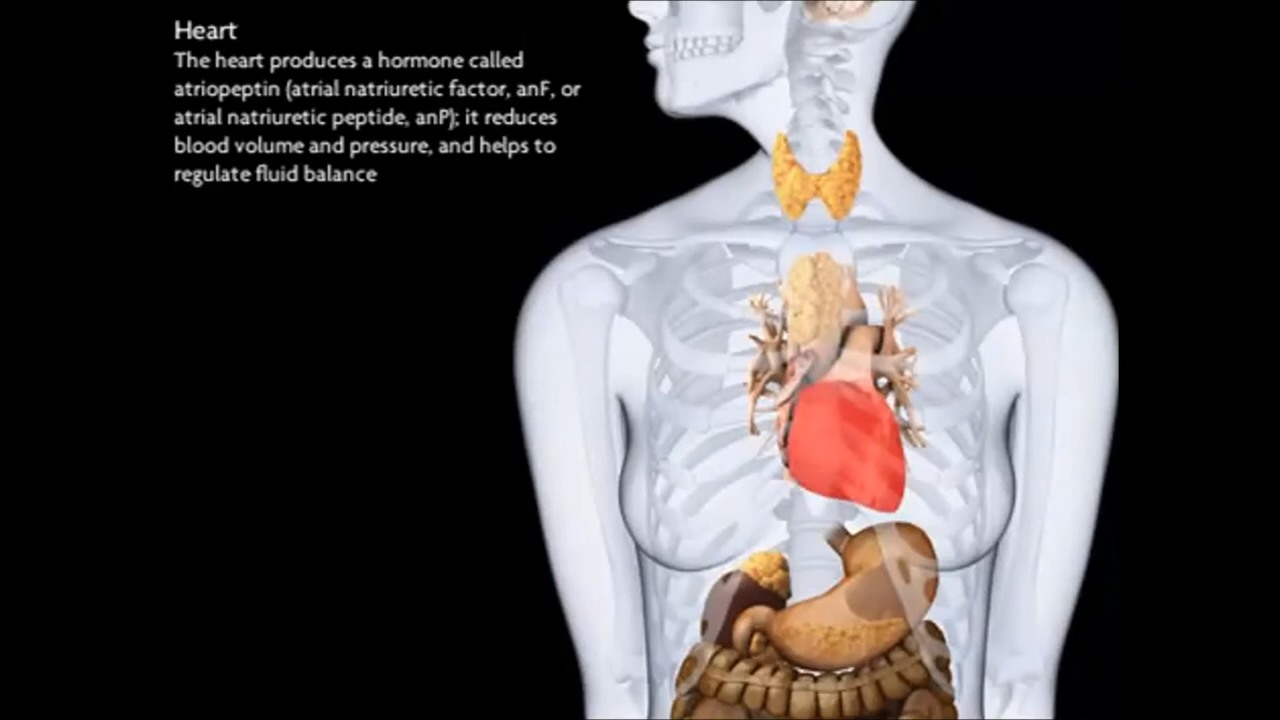 Heart
The heart produces a hormone called
atriopeptin (atrial natriuretic factor, anF, or
atrial natriuretic peptide, anP); it reduces
blood volume and pressure, and helps to
regulate fluid balance